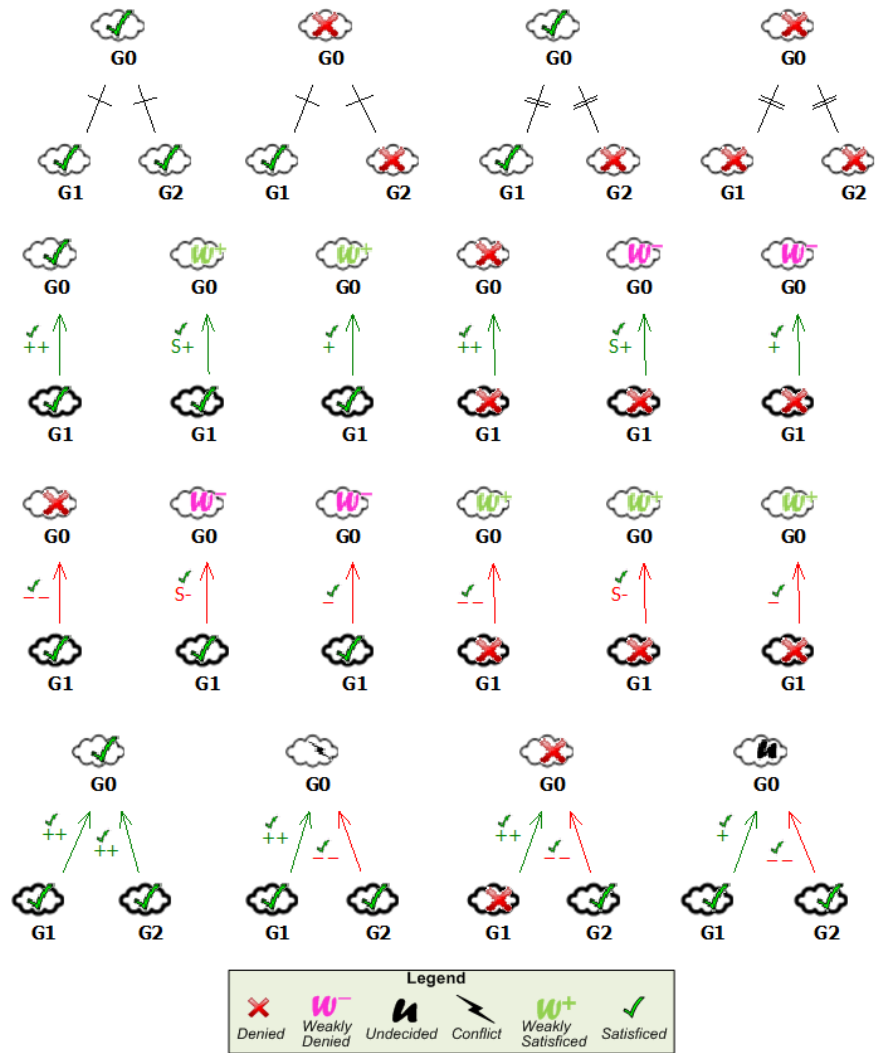 G0 G0 G0 G0
G1 G2 G1 G2 G1 G2 G1 G2
W+ W+ W− W−
G0 G0 G0 G0 G0 G0
++ S+ + ++ S+ +
G1 G1 G1 G1 G1 G1
W− W− W+ W+ W+
G0 G0 G0 G0 G0 G0
-- S- - -- S- -
G1 G1 G1 G1 G1 G1
u
G0 G0 G0 G0
++ ++ ++ -- ++ -- + --
G1 G2 G1 G2 G1 G2 G1 G2
Legend
W− u W+
Denied Weakly Denied Undecided Conflict Weakly Satisficed Satisficed